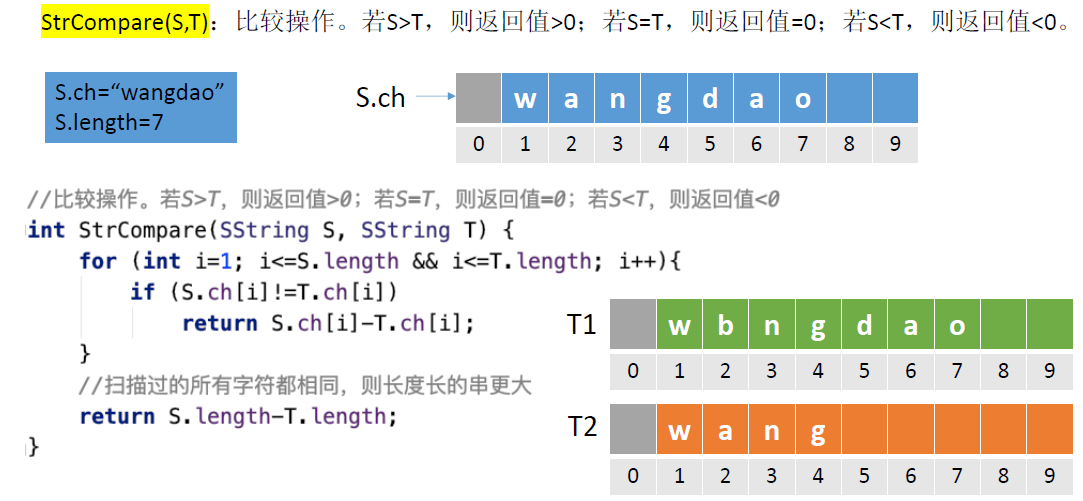 StrCompare(S,T)：比较操作。若S>T，则返回值>0；若S=T，则返回值=0；若S<T，则返回值<0。
S.ch=“wangdao”
S.length=7
S.ch
w a n g d a o
0 1 2 3 4 5 6 7 8 9
//比较操作。若S>T，则返回值>0；若S=T，则返回值=0；若S<T，则返回值<0
int StrCompare(SString S, SString T) {
for (int i=1; i<=S.length && i<=T.length; i++){
if (S.ch[i]!=T.ch[i])
return S.ch[i]-T.ch[i];
}
//扫描过的所有字符都相同，则长度长的串更大
return S.length-T.length;
}
T1
w b n g d a o
0 1 2 3 4 5 6 7 8 9
T2
w a n g
0 1 2 3 4 5 6 7 8 9